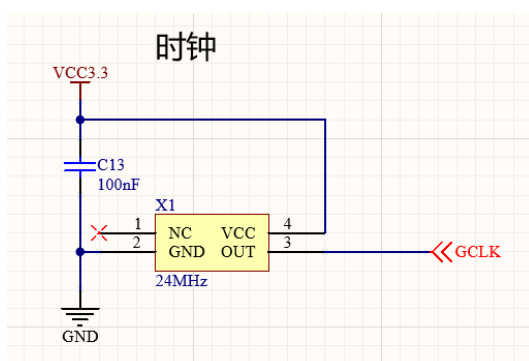 时钟
VCC3.3
C13
100nF
X1
1 NC VCC 4
2 GND OUT 3
GCLK
24MHz
GND